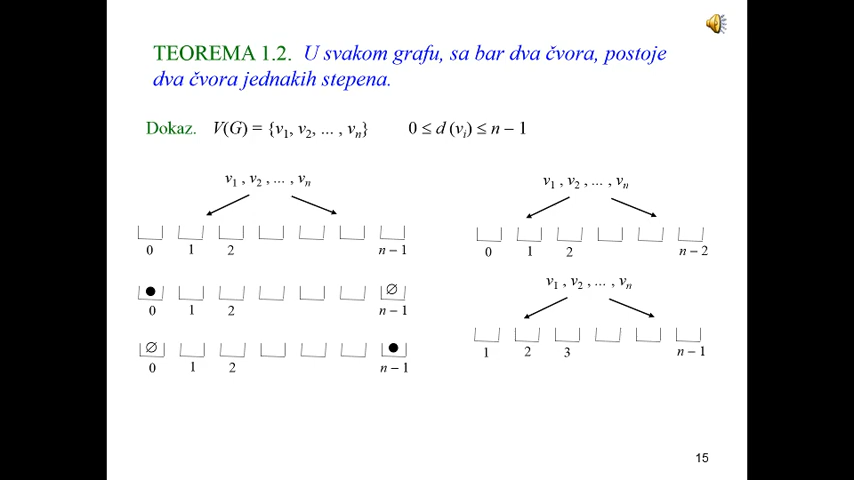 TEOREMA 1.2. U svakom grafu, sa bar dva čvora, postoje
dva čvora jednakih stepena.
Dokaz. V(G) = {v1, v2, ... , vn} 0 ≤ d (vi) ≤ n – 1
v1 , v2 , ... , vn
0 1 2 n – 1
∅
0 1 2 n – 1
∅
0 1 2 n – 1
v1 , v2 , ... , vn
0 1 2 n – 2
v1 , v2 , ... , vn
1 2 3 n – 1
15